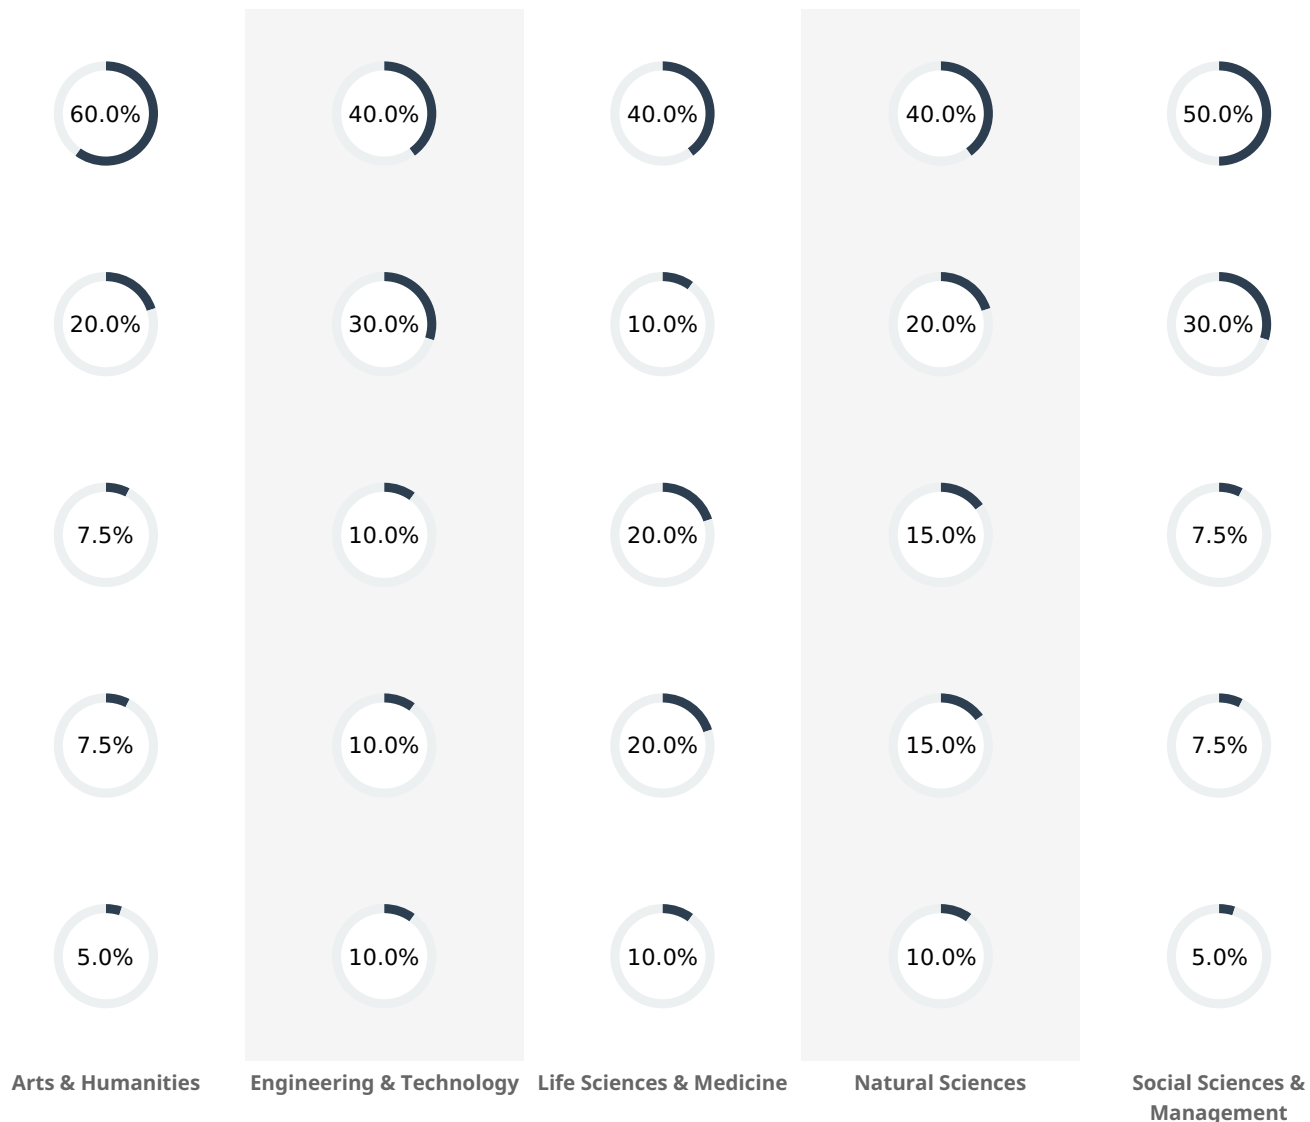 60.0% 40.0% 40.0% 40.0% 50.0%
20.0% 30.0% 10.0% 20.0% 30.0%
7.5% 10.0% 20.0% 15.0% 7.5%
7.5% 10.0% 20.0% 15.0% 7.5%
5.0% 10.0% 10.0% 10.0% 5.0%
Arts & Humanities Engineering & Technology Life Sciences & Medicine Natural Sciences Social Sciences &
Management